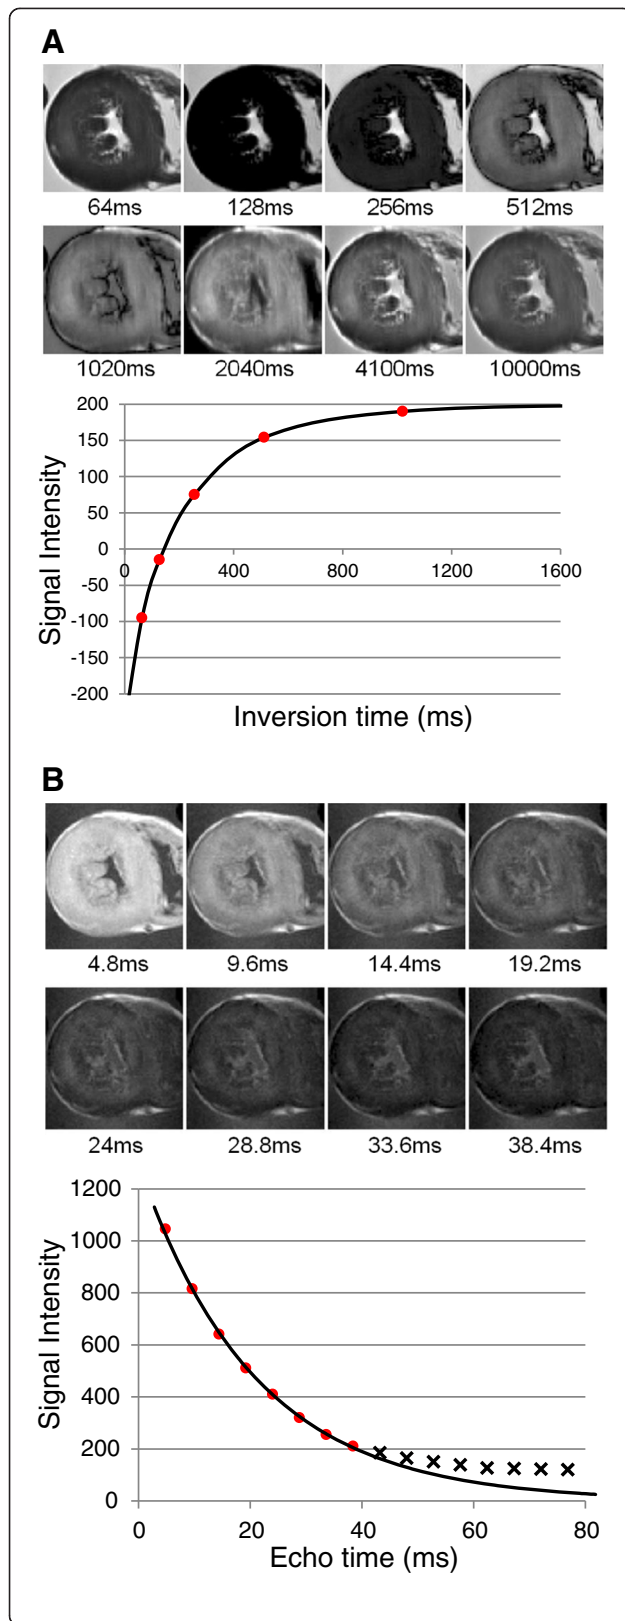 A
64ms 128ms 256ms 512ms
1020ms 2040ms 4100ms 10000ms
200
150
100
50
0
-50
-100
-150
-200
0 400 800 1200 1600
Signal Intensity
Inversion time (ms)
B
4.8ms 9.6ms 14.4ms 19.2ms
24ms 28.8ms 33.6ms 38.4ms
1200
1000
800
600
400
200
0
0 20 40 60 80
Signal Intensity
Echo time (ms)